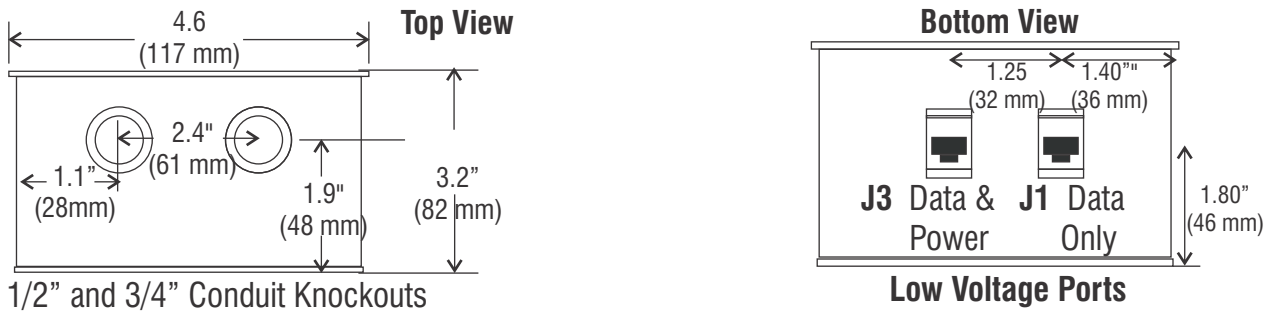 4.6
(117 mm)
Top View
2.4"
(61 mm)
1.1”
(28mm)
1.9"
(48 mm)
3.2”
(82 mm)
1/2” and 3/4” Conduit Knockouts
Bottom View
1.25
(32 mm)
1.40”"
(36 mm)
J3 Data &
Power
J1 Data
Only
1.80”
(46 mm)
Low Voltage Ports